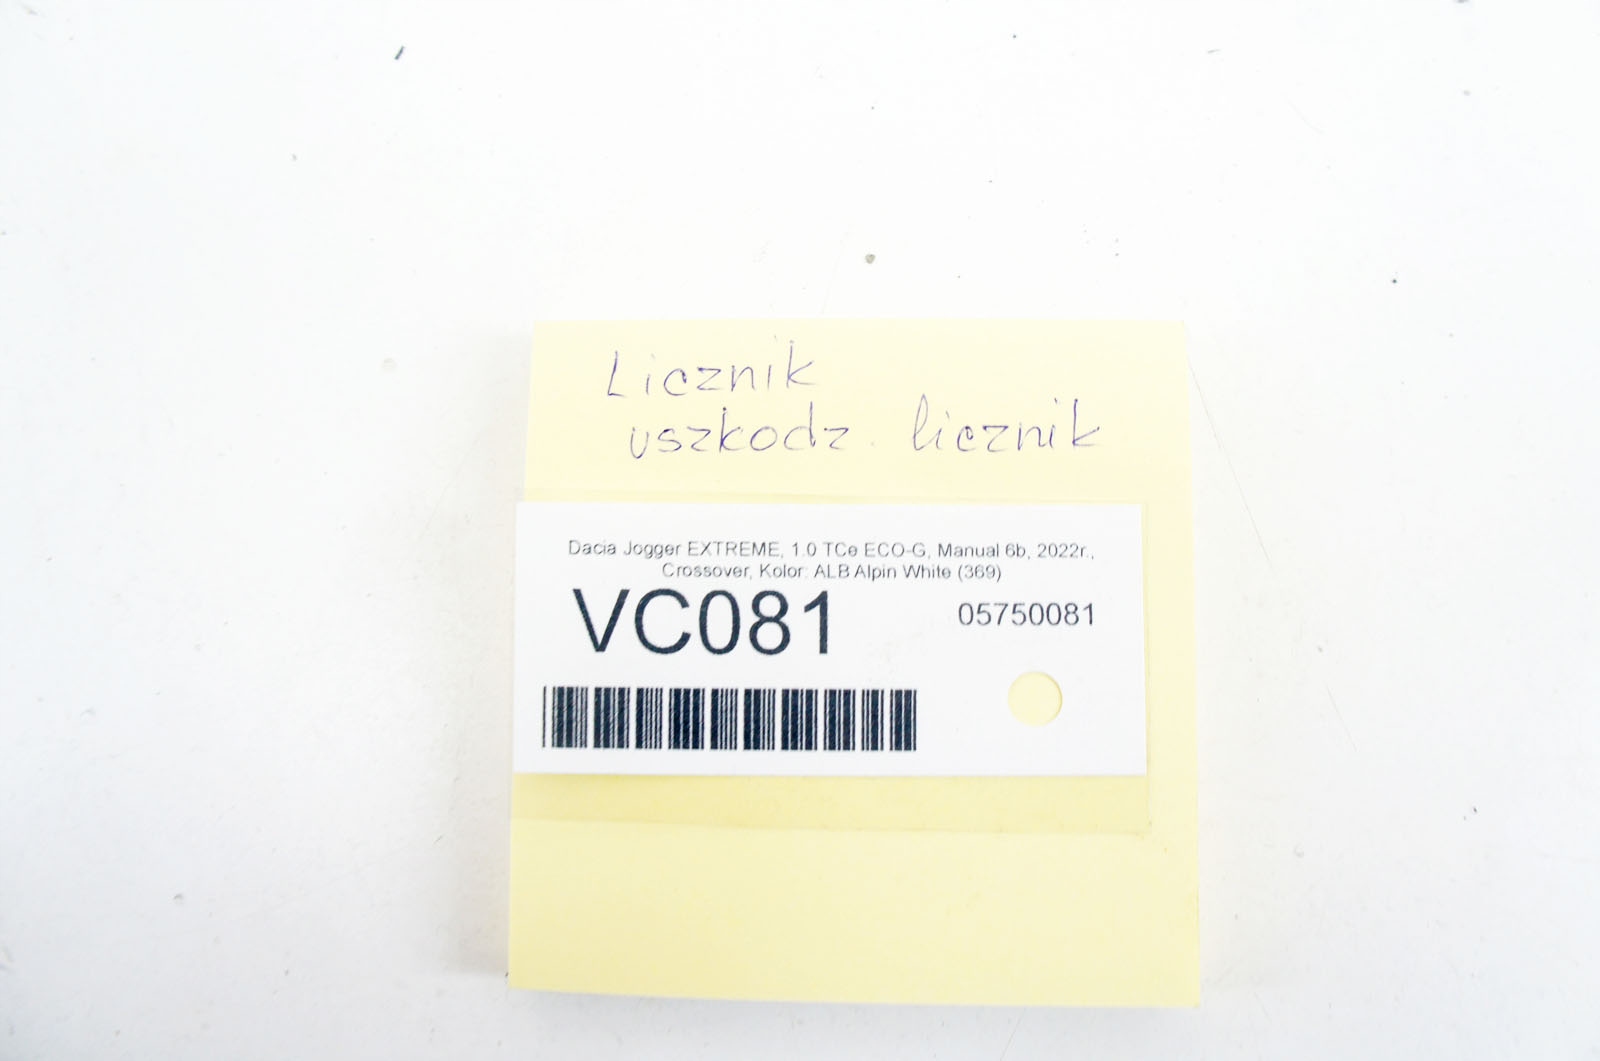 Licznik
uszkodz. licznik
Dacia Jogger EXTREME, 1.0 TCe ECO-G, Manual 6b, 2022r.,
Crossover, Kolor: ALB Alpin White (369)
VC081
05750081